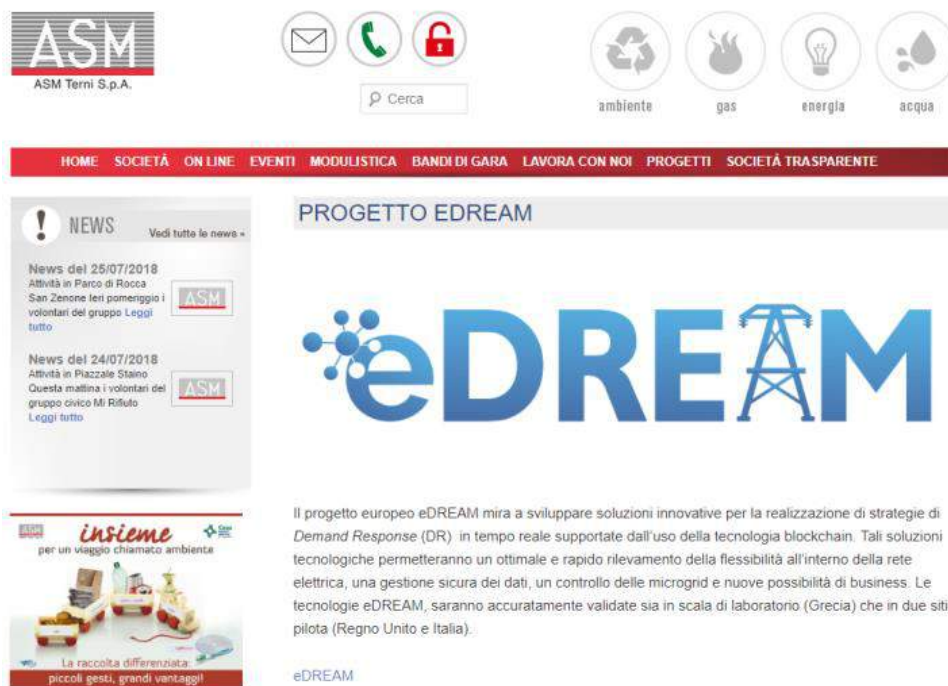 ASM
ASM Terni S.p.A.
Cerca
ambiente
gas
energia
acqua
HOME SOCIETÀ ON LINE EVENTI MODULISTICA BANDI DI GARA LAVORA CON NOI PROGETTI SOCIETÀ TRASPARENTE
! NEWS
Vedi tutte le news »
News del 25/07/2018
Attività in Parco di Rocca
San Zenone Ieri pomeriggio i
volontari del gruppo Leggi
tutto
ASM
News del 24/07/2018
Attività in Piazzale Staino
Questa mattina i volontari del
gruppo civico Mi Rifiuto
Leggi tutto
ASM
insieme
per un viaggio chiamato ambiente
La raccolta differenziata:
piccoli gesti, grandi vantaggi!
PROGETTO EDREAM
eDREAM
Il progetto europeo eDREAM mira a sviluppare soluzioni innovative per la realizzazione di strategie di
Demand Response (DR) in tempo reale supportate dall'uso della tecnologia blockchain. Tali soluzioni
tecnologiche permetteranno un ottimale e rapido rilevamento della flessibilità all'interno della rete
elettrica, una gestione sicura dei dati, un controllo delle microgrid e nuove possibilità di business. Le
tecnologie eDREAM, saranno accuratamente validate sia in scala di laboratorio (Grecia) che in due siti
pilota (Regno Unito e Italia).
eDREAM